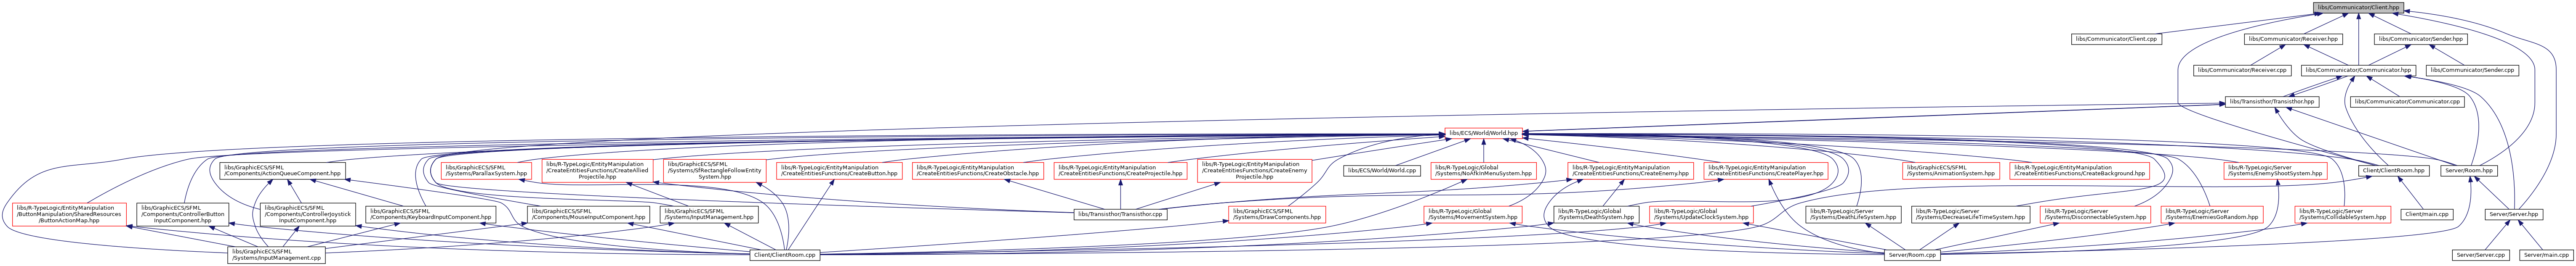 libs/Communicator/Client.hpp
libs/Communicator/Client.cpp
libs/Communicator/Receiver.hpp
libs/Communicator/Sender.hpp
libs/Communicator/Receiver.cpp
libs/Communicator/Communicator.hpp
libs/Communicator/Sender.cpp
libs/Transisthor/Transisthor.hpp
libs/Communicator/Communicator.cpp
libs/ECS/World/World.hpp
libs/GraphicECS/SFML
/Components/ActionQueueComponent.hpp
libs/GraphicECS/SFML
/Systems/ParallaxSystem.hpp
libs/R-TypeLogic/EntityManipulation
/CreateEntitiesFunctions/CreateAllied
Projectile.hpp
libs/GraphicECS/SFML
/Systems/SfRectangleFollowEntity
System.hpp
libs/R-TypeLogic/EntityManipulation
/CreateEntitiesFunctions/CreateButton.hpp
libs/R-TypeLogic/EntityManipulation
/CreateEntitiesFunctions/CreateObstacle.hpp
libs/R-TypeLogic/EntityManipulation
/CreateEntitiesFunctions/CreateProjectile.hpp
libs/R-TypeLogic/EntityManipulation
/CreateEntitiesFunctions/CreateEnemy
Projectile.hpp
libs/ECS/World/World.cpp
libs/R-TypeLogic/Global
/Systems/NoAfkInMenuSystem.hpp
libs/R-TypeLogic/EntityManipulation
/CreateEntitiesFunctions/CreateEnemy.hpp
libs/R-TypeLogic/EntityManipulation
/CreateEntitiesFunctions/CreatePlayer.hpp
libs/GraphicECS/SFML
/Systems/AnimationSystem.hpp
libs/R-TypeLogic/EntityManipulation
/CreateEntitiesFunctions/CreateBackground.hpp
libs/R-TypeLogic/Server
/Systems/EnemyShootSystem.hpp
Client/ClientRoom.hpp
Server/Room.hpp
libs/R-TypeLogic/EntityManipulation
/ButtonManipulation/SharedResources
/ButtonActionMap.hpp
libs/GraphicECS/SFML
/Components/ControllerButton
InputComponent.hpp
libs/GraphicECS/SFML
/Components/ControllerJoystick
InputComponent.hpp
libs/GraphicECS/SFML
/Components/KeyboardInputComponent.hpp
libs/GraphicECS/SFML
/Components/MouseInputComponent.hpp
libs/GraphicECS/SFML
/Systems/InputManagement.hpp
libs/Transisthor/Transisthor.cpp
libs/GraphicECS/SFML
/Systems/DrawComponents.hpp
libs/R-TypeLogic/Global
/Systems/MovementSystem.hpp
libs/R-TypeLogic/Global
/Systems/DeathSystem.hpp
libs/R-TypeLogic/Global
/Systems/UpdateClockSystem.hpp
libs/R-TypeLogic/Server
/Systems/DeathLifeSystem.hpp
libs/R-TypeLogic/Server
/Systems/DecreaseLifeTimeSystem.hpp
libs/R-TypeLogic/Server
/Systems/DisconnectableSystem.hpp
libs/R-TypeLogic/Server
/Systems/EnemiesGoRandom.hpp
libs/R-TypeLogic/Server
/Systems/CollidableSystem.hpp
Client/main.cpp
Server/Server.hpp
libs/GraphicECS/SFML
/Systems/InputManagement.cpp
Client/ClientRoom.cpp
Server/Room.cpp
Server/Server.cpp
Server/main.cpp